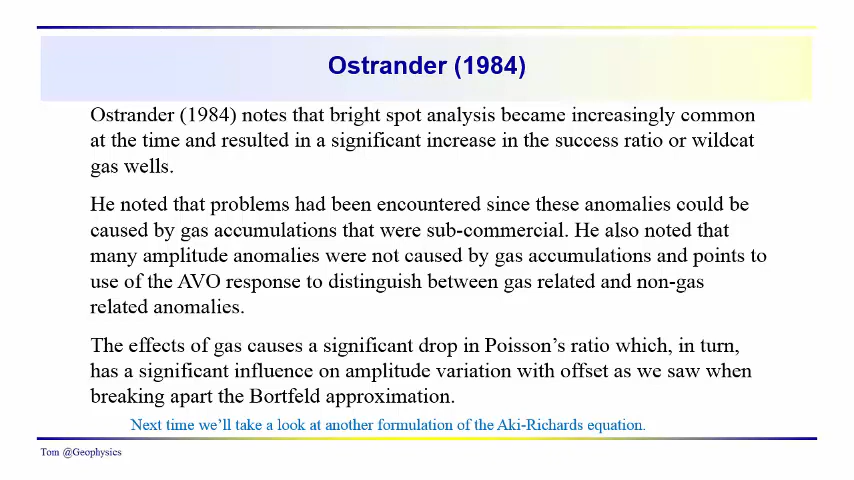 Ostrander (1984)
Ostrander (1984) notes that bright spot analysis became increasingly common
at the time and resulted in a significant increase in the success ratio or wildcat
gas wells.
He noted that problems had been encountered since these anomalies could be
caused by gas accumulations that were sub-commercial. He also noted that
many amplitude anomalies were not caused by gas accumulations and points to
use of the AVO response to distinguish between gas related and non-gas
related anomalies.
The effects of gas causes a significant drop in Poisson’s ratio which, in turn,
has a significant influence on amplitude variation with offset as we saw when
breaking apart the Bortfeld approximation.
Next time we’ll take a look at another formulation of the Aki-Richards equation.
Tom @Geophysics